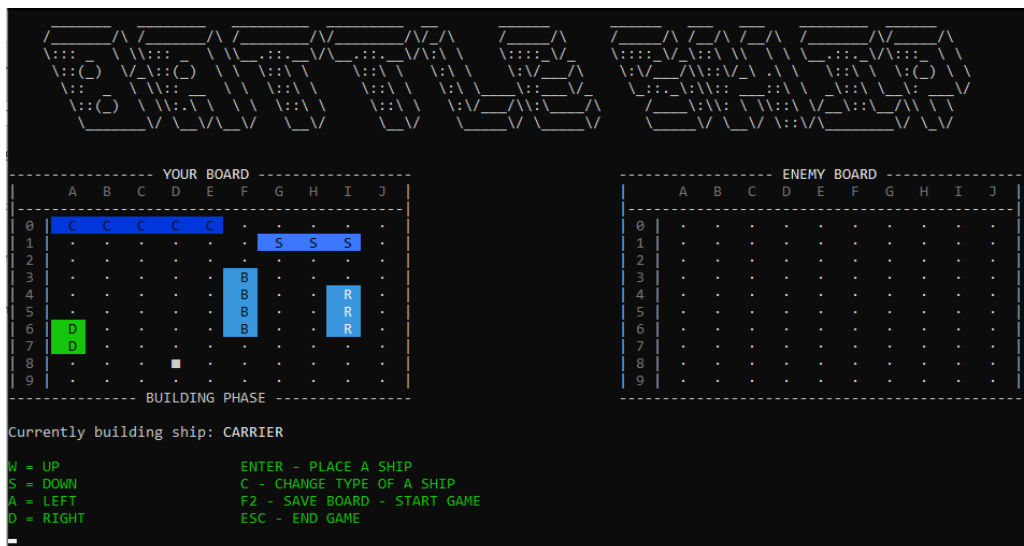 BATTLE SHIP
YOUR BOARD
A B C D E F G H I J
0 C C C C C
1 S S S
2
3 B
4 B R
5 B R
6 D B R
7 D
8
9
BUILDING PHASE
ENEMY BOARD
A B C D E F G H I J
0
1
2
3
4
5
6
7
8
9
Currently building ship: CARRIER
W = UP ENTER - PLACE A SHIP
S = DOWN C - CHANGE TYPE OF A SHIP
A = LEFT F2 - SAVE BOARD - START GAME
D = RIGHT ESC - END GAME